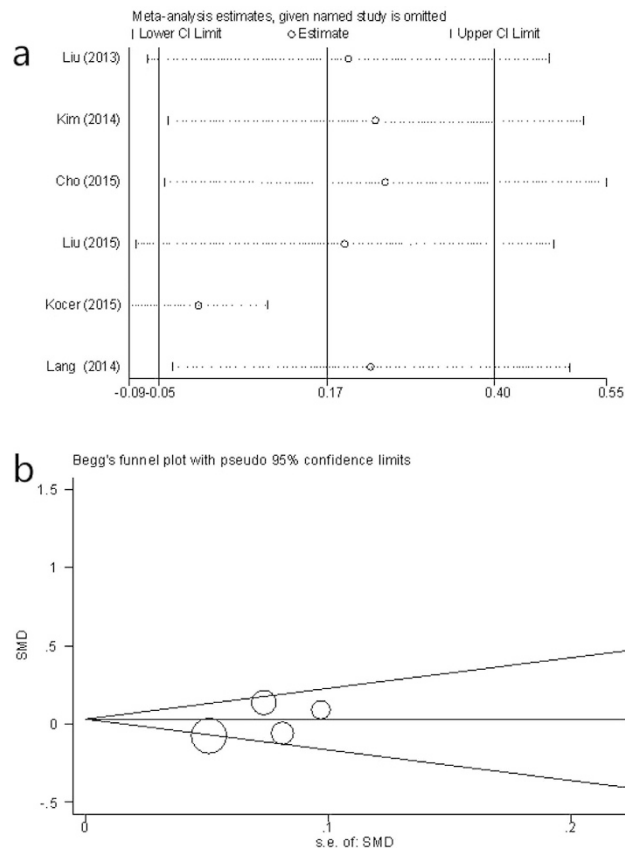 Meta-analysis estimates, given named study is omitted
a
| Lower CI Limit ○ Estimate | Upper CI Limit
Liu (2013)
Kim (2014)
Cho (2015)
Liu (2015)
Kocer (2015)
Lang (2014)
-0.09 -0.05 0.17 0.40 0.55
b
Begg's funnel plot with pseudo 95% confidence limits
1.5
1
.5
0
-.5
SMD
0 .1 .2
s.e. of: SMD